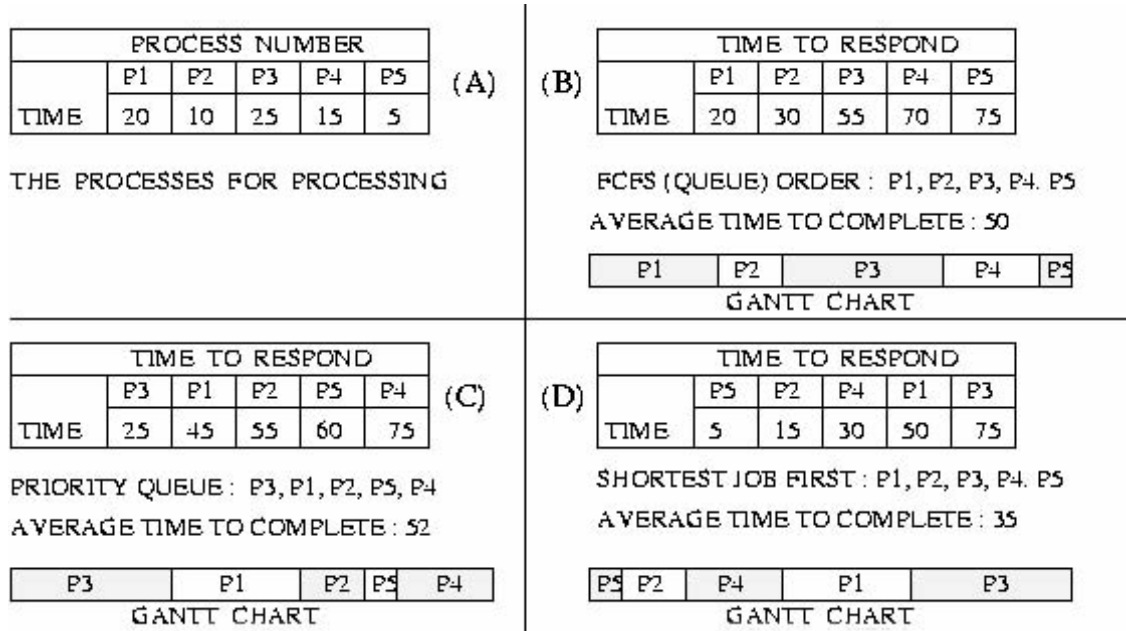 PROCESS NUMBER
P1 P2 P3 P4 P5
TIME 20 10 25 15 5
(A)
THE PROCESSES FOR PROCESSING
(B)
TIME TO RESPOND
P1 P2 P3 P4 P5
TIME 20 30 55 70 75
FCFS (QUEUE) ORDER : P1, P2, P3, P4. P5
AVERAGE TIME TO COMPLETE : 50
P1 P2 P3 P4 P5
GANTT CHART
TIME TO RESPOND
P3 P1 P2 P5 P4
TIME 25 45 55 60 75
(C)
PRIORITY QUEUE : P3, P1, P2, P5, P4
AVERAGE TIME TO COMPLETE : 52
P3 P1 P2 P5 P4
GANTT CHART
(D)
TIME TO RESPOND
P5 P2 P4 P1 P3
TIME 5 15 30 50 75
SHORTEST JOB FIRST : P1, P2, P3, P4. P5
AVERAGE TIME TO COMPLETE : 35
P5 P2 P4 P1 P3
GANTT CHART